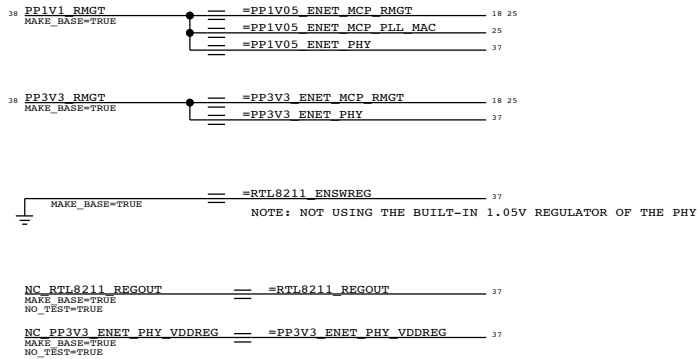 38 PP1V1_RMGT =PP1V05_ENET_MCP_RMGT 18 25
MAKE_BASE=TRUE
=PP1V05_ENET_MCP_PLL_MAC 25
=PP1V05_ENET_PHY 37
38 PP3V3_RMGT =PP3V3_ENET_MCP_RMGT 18 25
MAKE_BASE=TRUE
=PP3V3_ENET_PHY 37
=RTL8211_ENSWREG 37
MAKE_BASE=TRUE
NOTE: NOT USING THE BUILT-IN 1.05V REGULATOR OF THE PHY
NC_RTL8211_REGOUT =RTL8211_REGOUT 37
MAKE_BASE=TRUE
NO_TEST=TRUE
NC_PP3V3_ENET_PHY_VDDREG =PP3V3_ENET_PHY_VDDREG 37
MAKE_BASE=TRUE
NO_TEST=TRUE